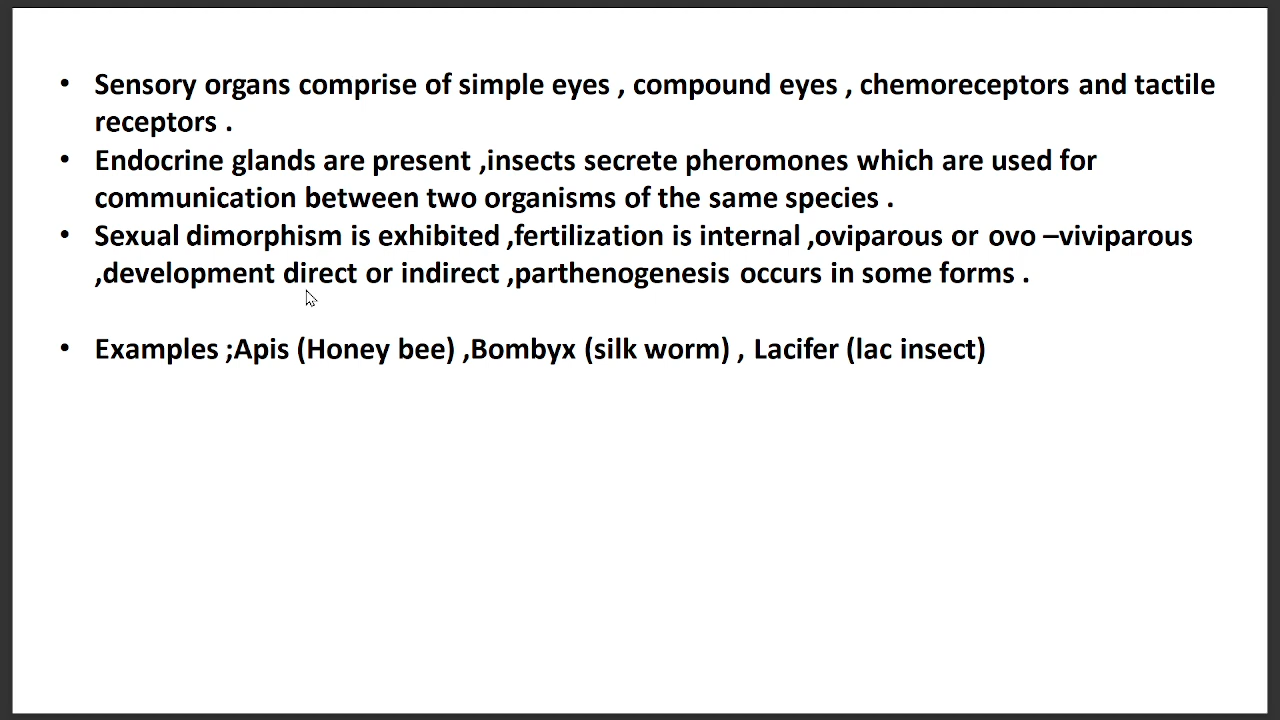 • Sensory organs comprise of simple eyes , compound eyes , chemoreceptors and tactile
receptors .
• Endocrine glands are present ,insects secrete pheromones which are used for
communication between two organisms of the same species .
• Sexual dimorphism is exhibited ,fertilization is internal ,oviparous or ovo –viviparous
,development direct or indirect ,parthenogenesis occurs in some forms .
• Examples ;Apis (Honey bee) ,Bombyx (silk worm) , Lacifer (lac insect)